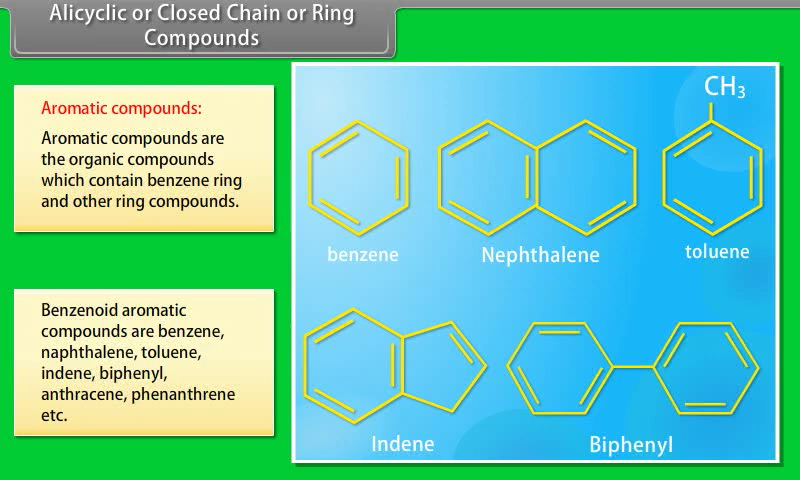 Alicyclic or Closed Chain or Ring
Compounds
Aromatic compounds:
Aromatic compounds are
the organic compounds
which contain benzene ring
and other ring compounds.
Benzenoid aromatic
compounds are benzene,
naphthalene, toluene,
indene, biphenyl,
anthracene, phenanthrene
etc.
CH₃
benzene
Nephthalene
toluene
Indene
Biphenyl